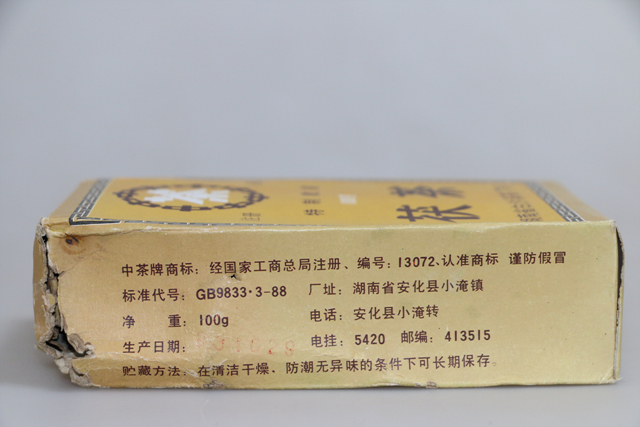 茯
中茶牌商标：经国家工商总局注册、编号：13072、认准商标 谨防假冒
标准代号：GB9833·3-88 厂址：湖南省安化县小淹镇
净 重：100g 电话：安化县小淹转
生产日期： 电挂：5420 邮编：413515
贮藏方法：在清洁干燥、防潮无异味的条件下可长期保存。